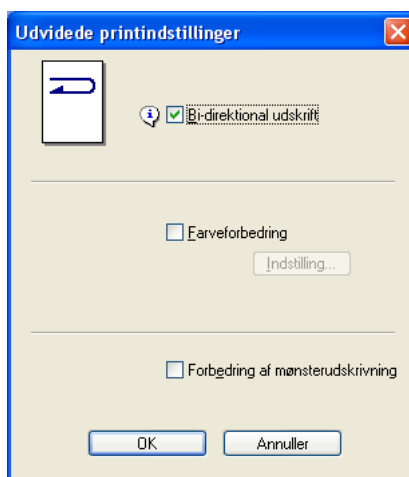 Udvidede printindstillinger
Bi-direktional udskrift
Farveforbedring
Indstilling...
Forbedring af mønsterudskrivning
OK
Annuller